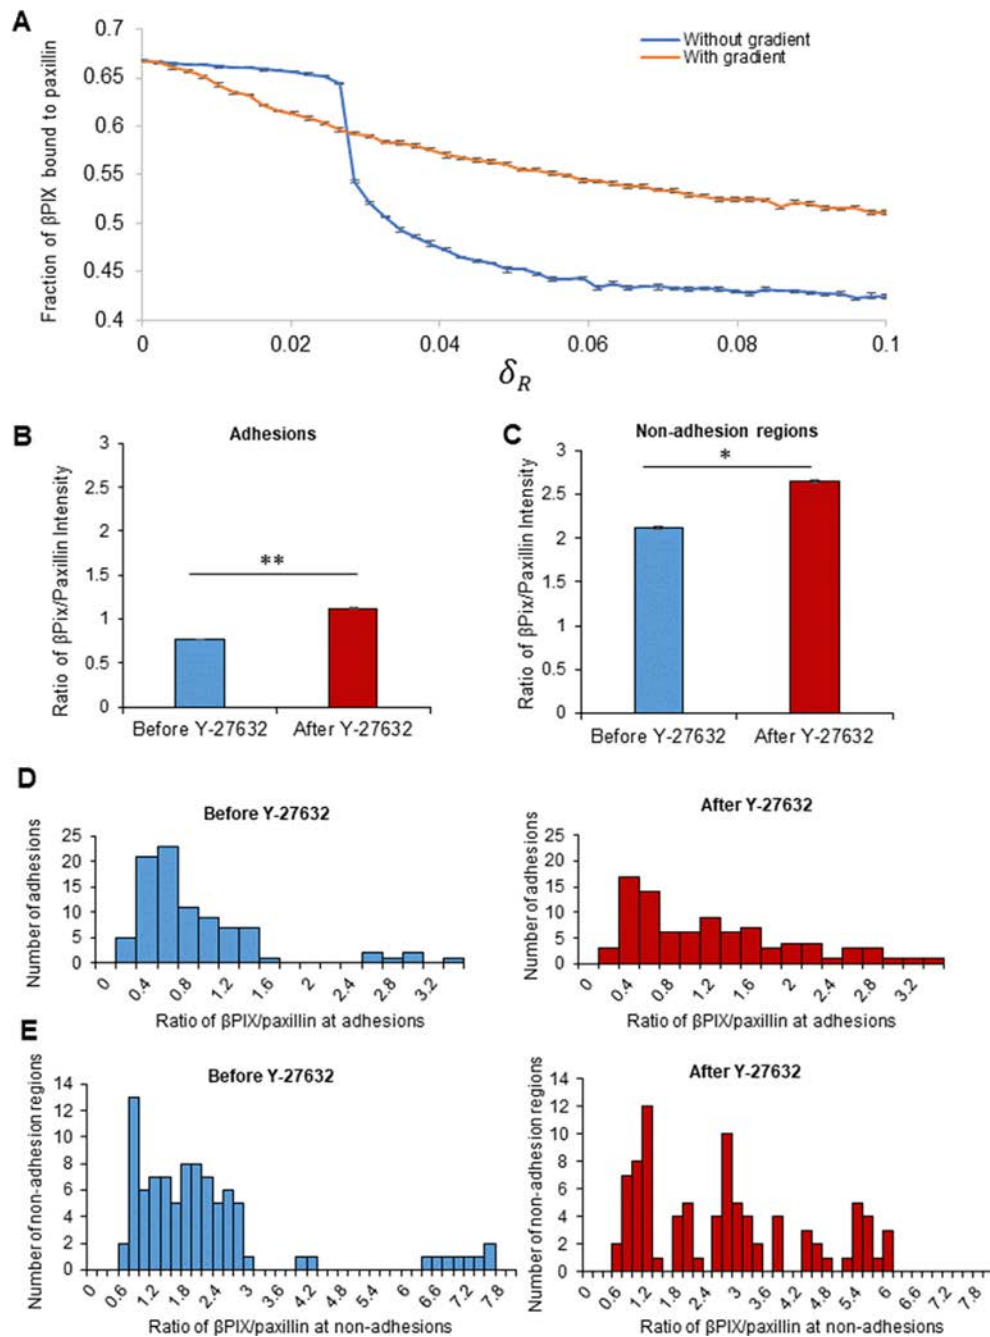 A
0.7
0.65
0.6
0.55
0.5
0.45
0.4
Fraction of βPIX bound to paxillin
Without gradient
With gradient
0 0.02 0.04 0.06 0.08 0.1
δR
B
Adhesions
3
2.5
2
1.5
1
0.5
0
Ratio of βPix/Paxillin Intensity
**
Before Y-27632 After Y-27632
C
Non-adhesion regions
3
2.5
2
1.5
1
0.5
0
Ratio of βPix/Paxillin Intensity
*
Before Y-27632 After Y-27632
D
Before Y-27632
25
20
15
10
5
0
Number of adhesions
0 0.4 0.8 1.2 1.6 2 2.4 2.8 3.2
Ratio of βPIX/paxillin at adhesions
After Y-27632
25
20
15
10
5
0
Number of adhesions
0 0.4 0.8 1.2 1.6 2 2.4 2.8 3.2
Ratio of βPIX/paxillin at adhesions
E
Before Y-27632
14
12
10
8
6
4
2
0
Number of non-adhesion regions
0 0.6 1.2 1.8 2.4 3 3.6 4.2 4.8 5.4 6 6.6 7.2 7.8
Ratio of βPIX/paxillin at non-adhesions
After Y-27632
14
12
10
8
6
4
2
0
Number of non-adhesion regions
0 0.6 1.2 1.8 2.4 3 3.6 4.2 4.8 5.4 6 6.6 7.2 7.8
Ratio of βPIX/paxillin at non-adhesions